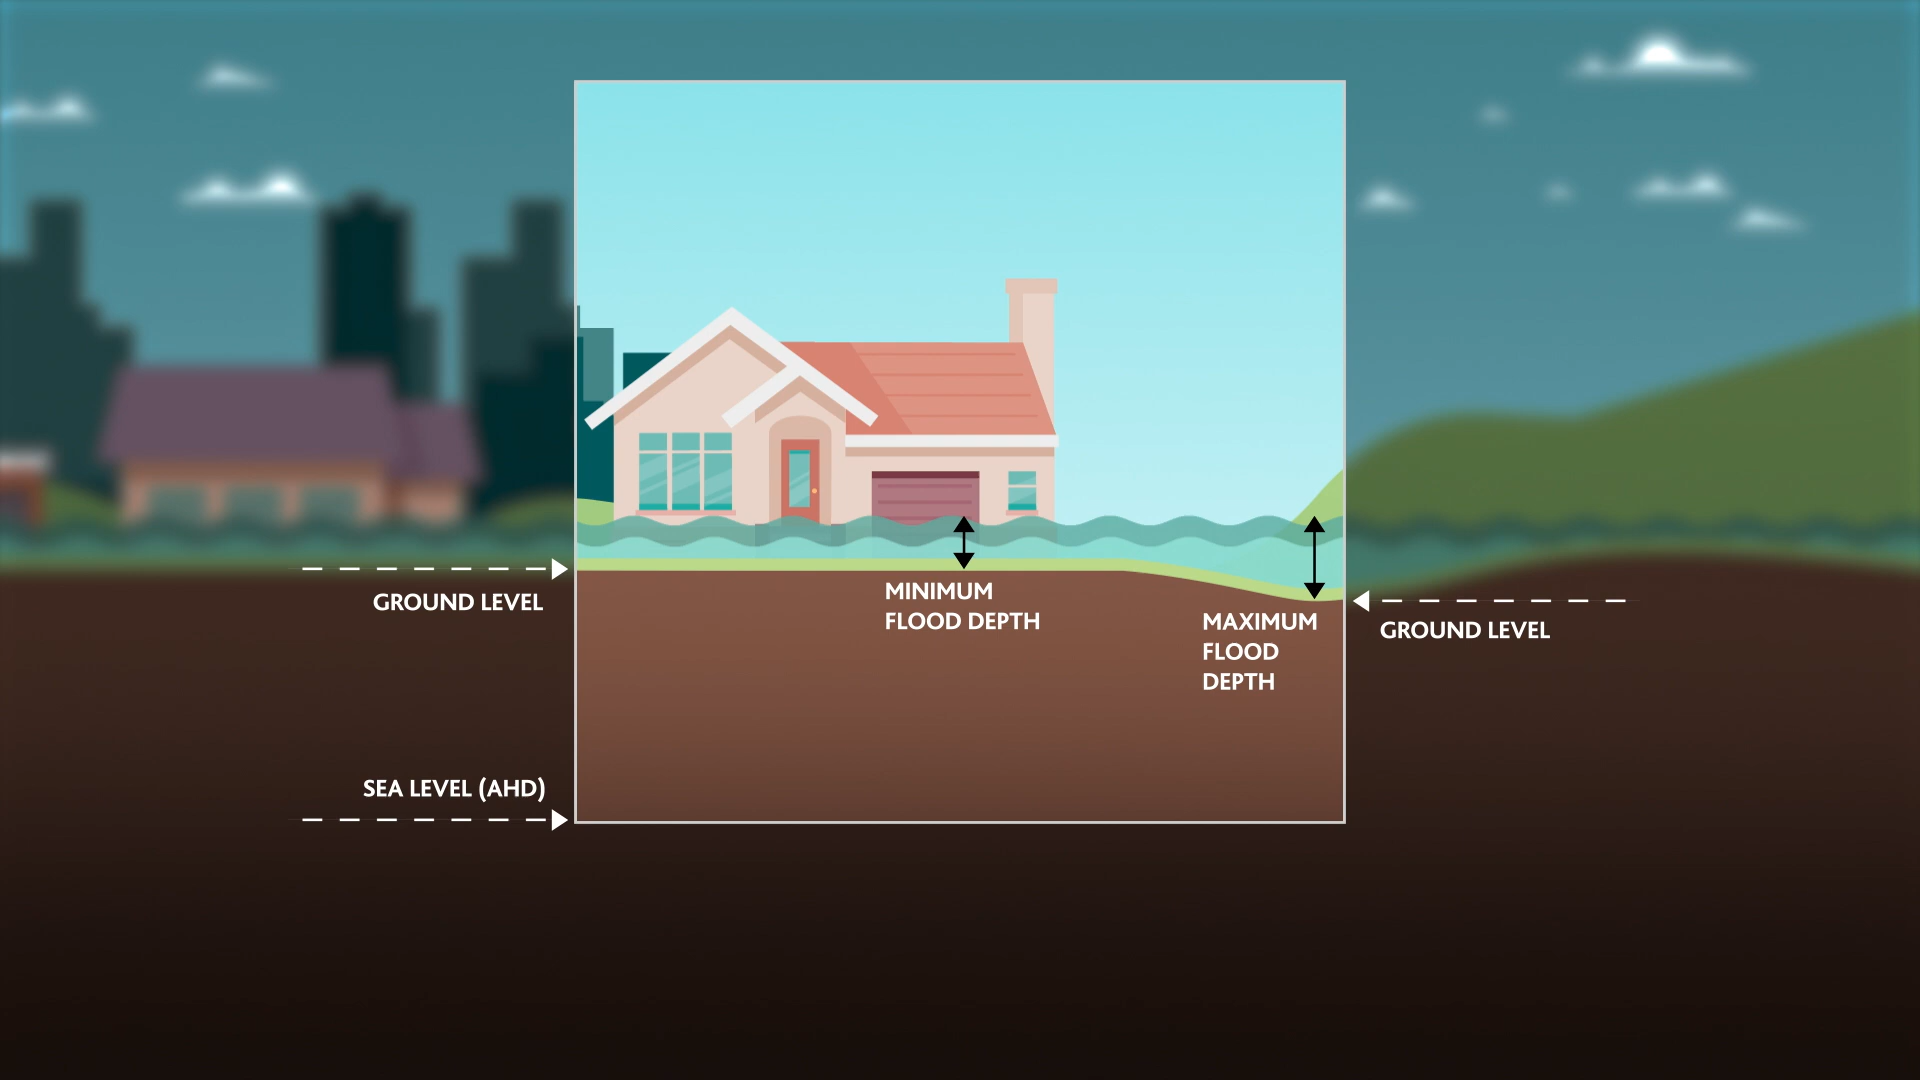 GROUND LEVEL
MINIMUM
FLOOD DEPTH
MAXIMUM
FLOOD
DEPTH
GROUND LEVEL
SEA LEVEL (AHD)